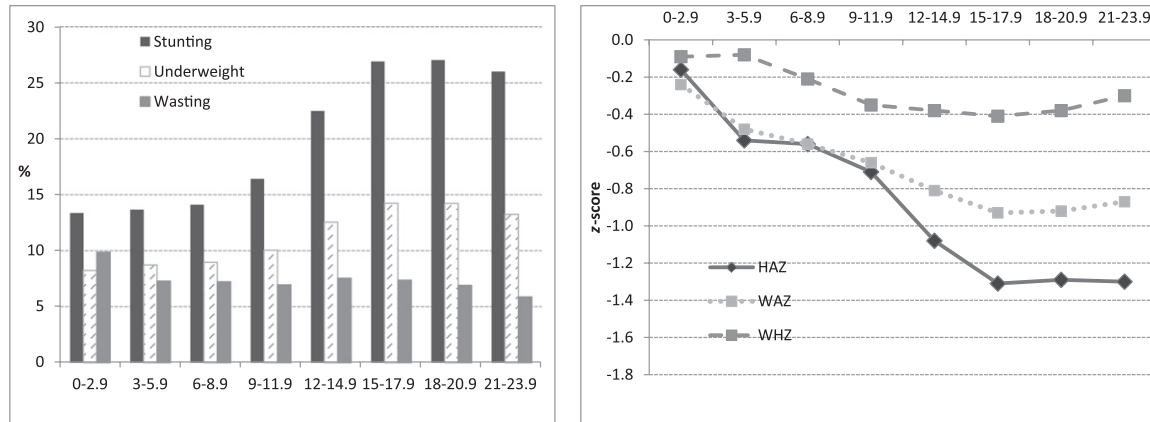 30
25
20
15
10
5
0
%
Stunting
Underweight
Wasting
0-2.9 3-5.9 6-8.9 9-11.9 12-14.9 15-17.9 18-20.9 21-23.9
0-2.9 3-5.9 6-8.9 9-11.9 12-14.9 15-17.9 18-20.9 21-23.9
0.0
-0.2
-0.4
-0.6
-0.8
-1.0
-1.2
-1.4
-1.6
-1.8
z-score
HAZ
WAZ
WHZ